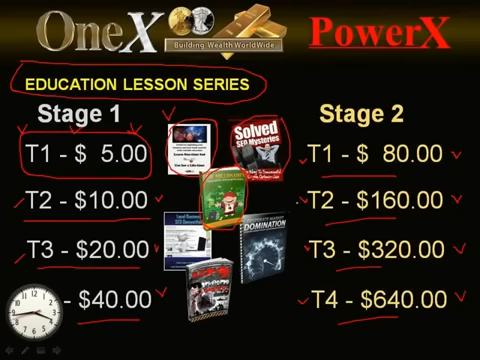 OneX
Building Wealth WorldWide
PowerX
EDUCATION LESSON SERIES
Stage 1
T1 - $ 5.00
T2 - $10.00
T3 - $20.00
- $40.00
Solved
SEO Mysteries
DOMINATION
Stage 2
T1 - $ 80.00
T2 - $160.00
T3 - $320.00
T4 - $640.00